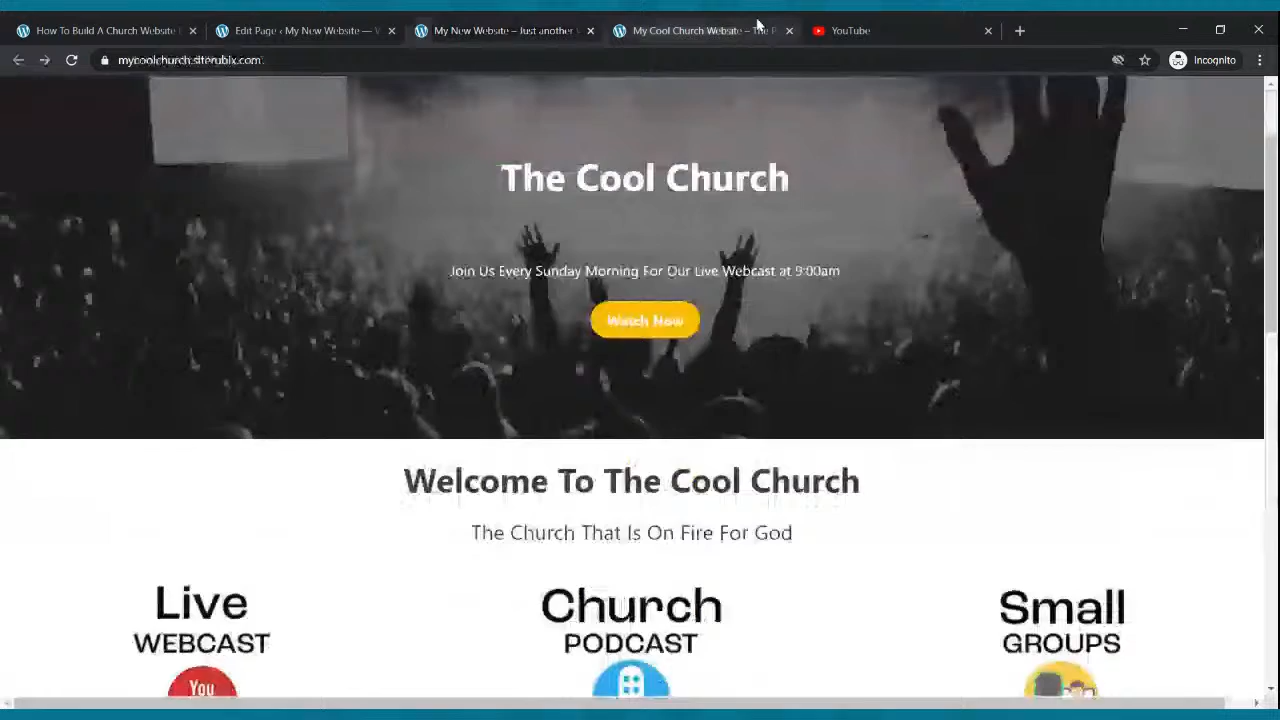 How To Build A Church Website
Edit Page ‹ My New Website — W
My New Website – Just another W
My Cool Church Website – The P
YouTube
mycoolchurch.siterubix.com
Incognito
The Cool Church
Join Us Every Sunday Morning For Our Live Webcast at 9:00am
Watch Now
Welcome To The Cool Church
The Church That Is On Fire For God
Live
WEBCAST
Church
PODCAST
Small
GROUPS
You